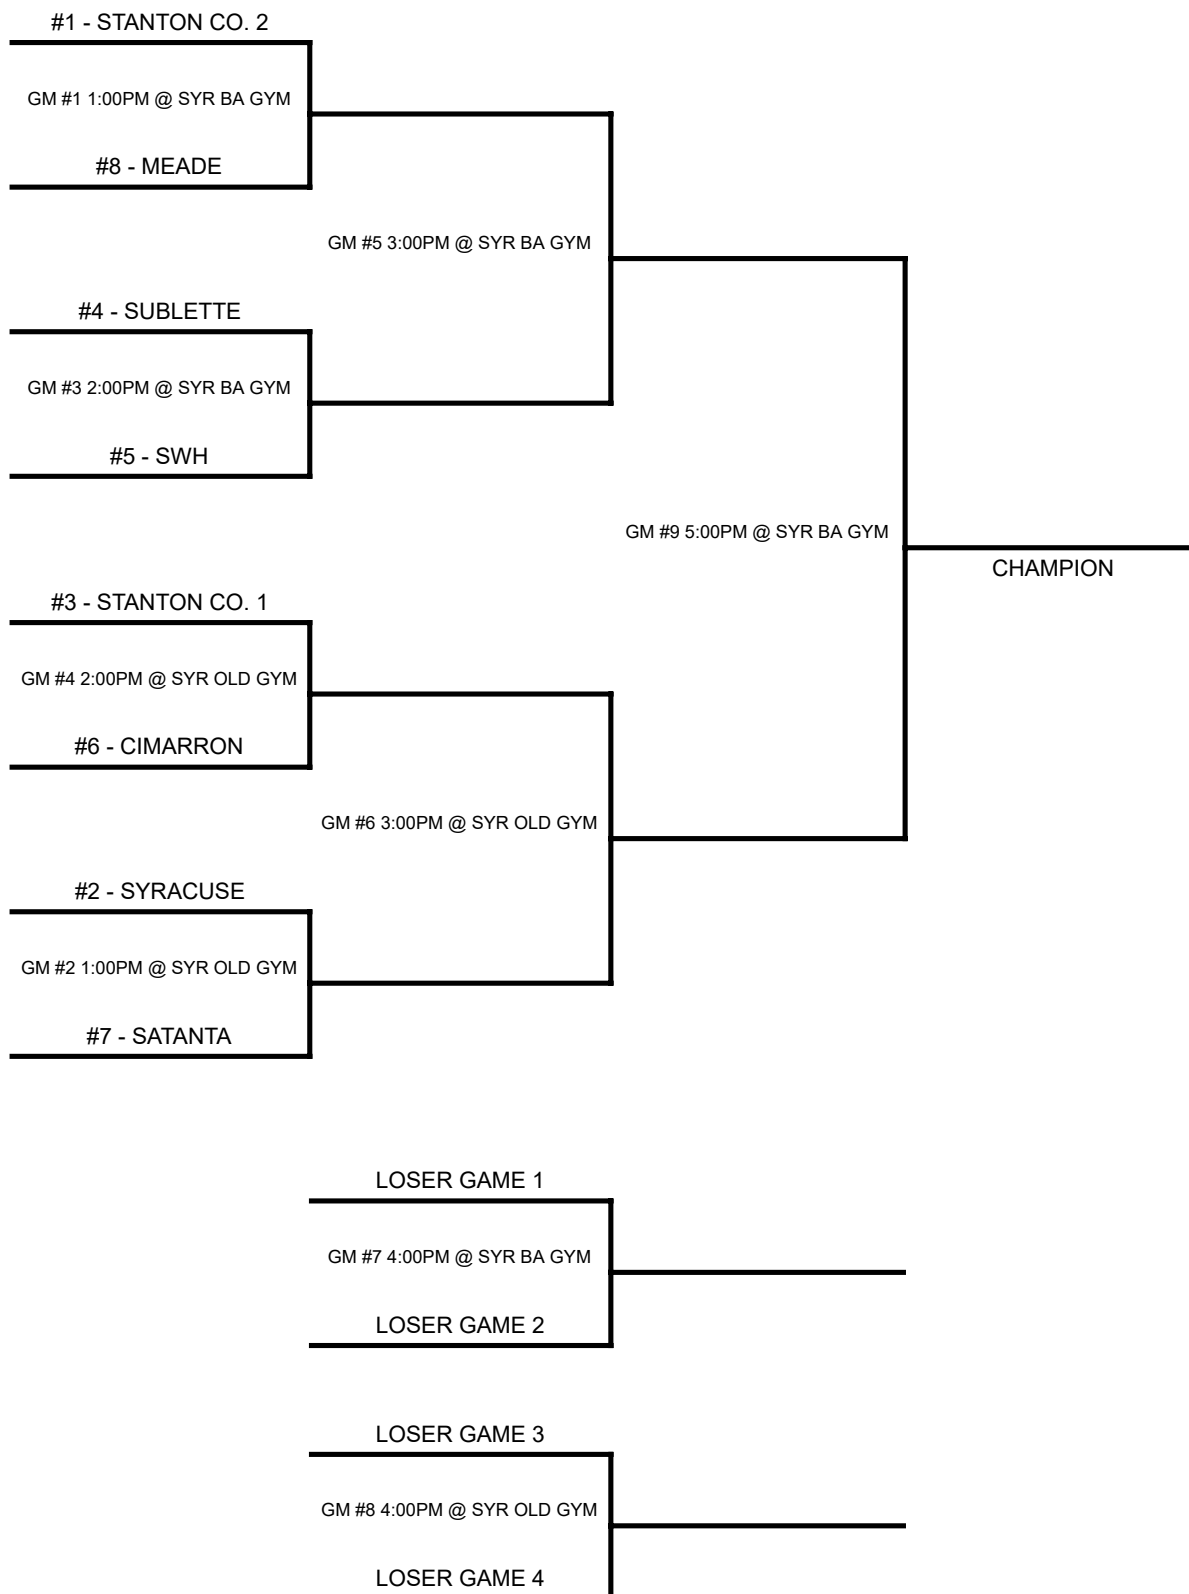 #1 - STANTON CO. 2
GM #1 1:00PM @ SYR BA GYM
#8 - MEADE
GM #5 3:00PM @ SYR BA GYM
#4 - SUBLETTE
GM #3 2:00PM @ SYR BA GYM
#5 - SWH
GM #9 5:00PM @ SYR BA GYM
CHAMPION
#3 - STANTON CO. 1
GM #4 2:00PM @ SYR OLD GYM
#6 - CIMARRON
GM #6 3:00PM @ SYR OLD GYM
#2 - SYRACUSE
GM #2 1:00PM @ SYR OLD GYM
#7 - SATANTA
LOSER GAME 1
GM #7 4:00PM @ SYR BA GYM
LOSER GAME 2
LOSER GAME 3
GM #8 4:00PM @ SYR OLD GYM
LOSER GAME 4